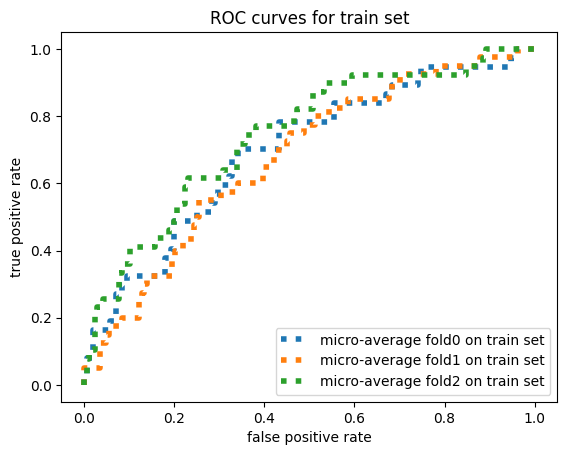 ROC curves for train set
true positive rate
1.0
0.8
0.6
0.4
0.2
0.0
micro-average fold0 on train set
micro-average fold1 on train set
micro-average fold2 on train set
0.0 0.2 0.4 0.6 0.8 1.0
false positive rate